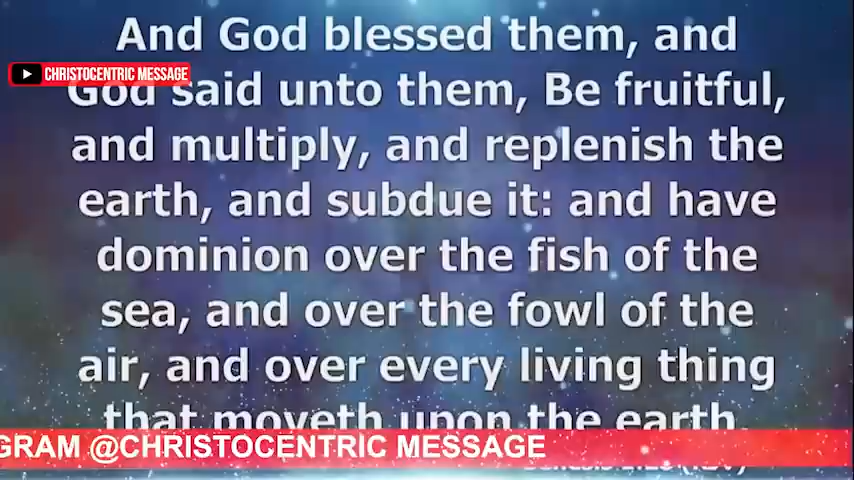 And God blessed them, and
CHRISTOCENTRIC MESSAGE
God said unto them, Be fruitful,
and multiply, and replenish the
earth, and subdue it: and have
dominion over the fish of the
sea, and over the fowl of the
air, and over every living thing
that moveth upon the earth.
GRAM @CHRISTOCENTRIC MESSAGE